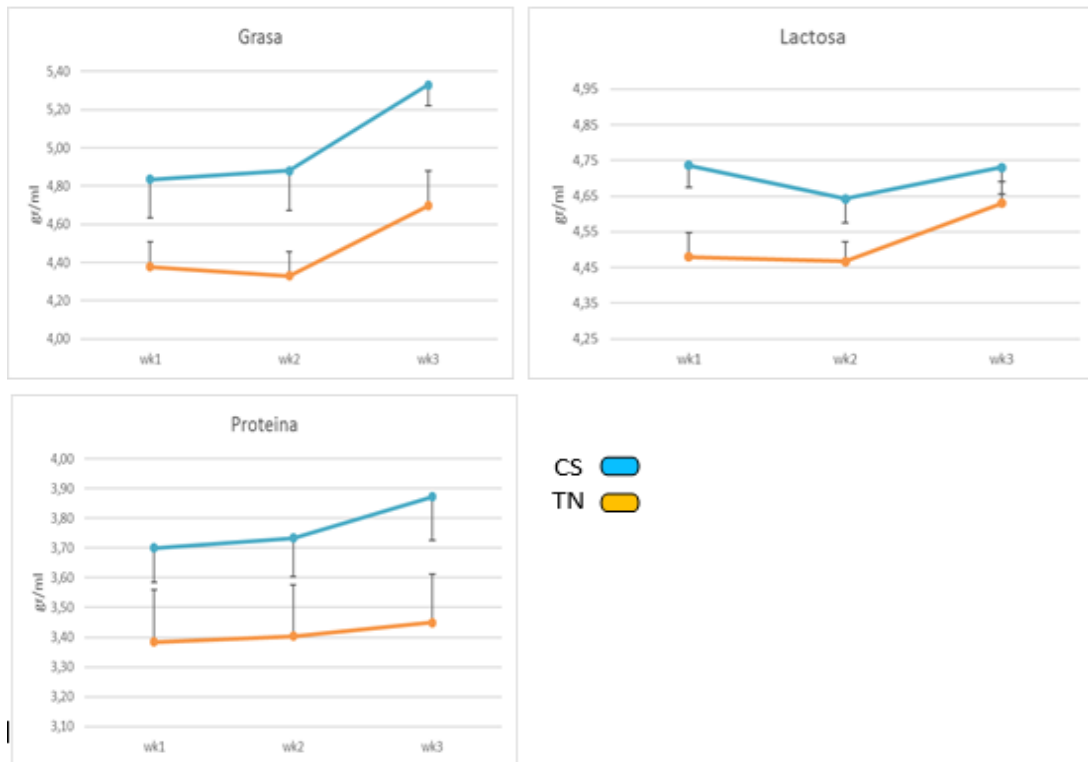 Grasa
gr/ml
5,40
5,20
5,00
4,80
4,60
4,40
4,20
4,00
wk1 wk2 wk3
Lactosa
gr/ml
4,95
4,85
4,75
4,65
4,55
4,45
4,35
4,25
wk1 wk2 wk3
Proteina
gr/ml
4,00
3,90
3,80
3,70
3,60
3,50
3,40
3,30
3,20
3,10
wk1 wk2 wk3
CS
TN